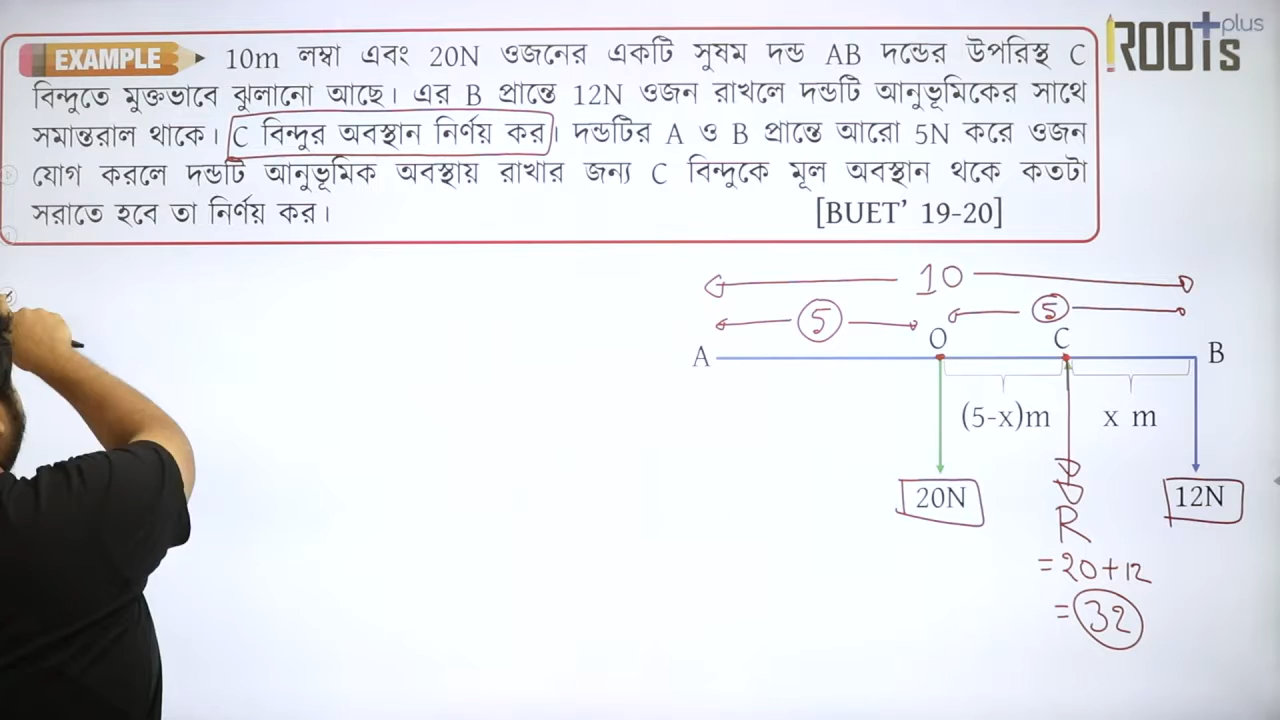 ROOTs plus
EXAMPLE 10m লম্বা এবং 20N ওজনের একটি সুষম দন্ড AB দন্ডের উপরিস্থ C
বিন্দুতে মুক্তভাবে ঝুলানো আছে। এর B প্রান্তে 12N ওজন রাখলে দন্ডটি আনুভূমিকের সাথে
সমান্তরাল থাকে। C বিন্দুর অবস্থান নির্ণয় কর। দন্ডটির A ও B প্রান্তে আরো 5N করে ওজন
যোগ করলে দন্ডটি আনুভূমিক অবস্থায় রাখার জন্য C বিন্দুকে মূল অবস্থান থেকে কতটা
সরাতে হবে তা নির্ণয় কর। [BUET’ 19-20]
10
5 5
O C
A B
(5-x)m x m
20N 12N
R
= 20+12
= 32